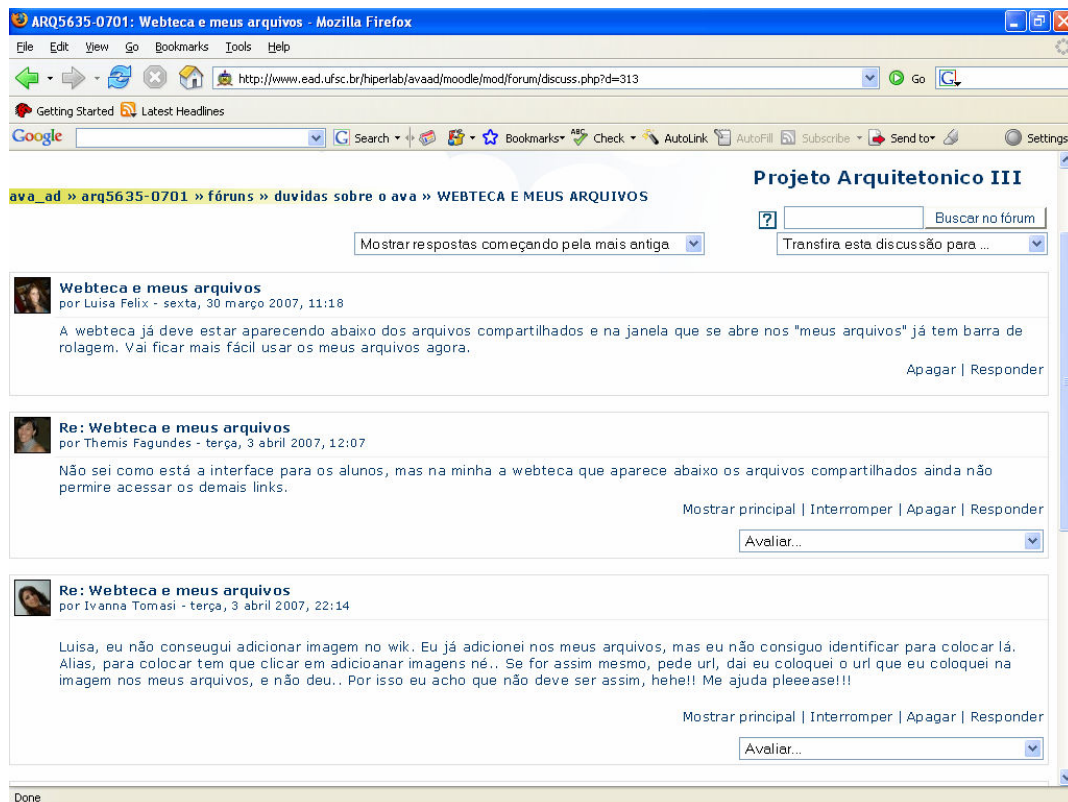 ARQ5635-0701: Webteca e meus arquivos - Mozilla Firefox
File Edit View Go Bookmarks Tools Help
http://www.ead.ufsc.br/hiperlab/avaad/moodle/mod/forum/discuss.php?d=313 Go G
Getting Started Latest Headlines
Google G Search Bookmarks ABC Check AutoLink AutoFill Subscribe Send to Settings
Projeto Arquitetonico III
ava_ad » arq5635-0701 » fóruns » duvidas sobre o ava » WEBTECA E MEUS ARQUIVOS
? Buscar no fórum
Mostrar respostas começando pela mais antiga Transfira esta discussão para ...
Webteca e meus arquivos
por Luisa Felix - sexta, 30 março 2007, 11:18
A webteca já deve estar aparecendo abaixo dos arquivos compartilhados e na janela que se abre nos "meus arquivos" já tem barra de
rolagem. Vai ficar mais fácil usar os meus arquivos agora.
Apagar | Responder
Re: Webteca e meus arquivos
por Themis Fagundes - terça, 3 abril 2007, 12:07
Não sei como está a interface para os alunos, mas na minha a webteca que aparece abaixo os arquivos compartilhados ainda não
permire acessar os demais links.
Mostrar principal | Interromper | Apagar | Responder
Avaliar...
Re: Webteca e meus arquivos
por Ivanna Tomasi - terça, 3 abril 2007, 22:14
Luisa, eu não conseugui adicionar imagem no wik. Eu já adicionei nos meus arquivos, mas eu não consiguo identificar para colocar lá.
Alias, para colocar tem que clicar em adicioanar imagens né.. Se for assim mesmo, pede url, dai eu coloquei o url que eu coloquei na
imagem nos meus arquivos, e não deu.. Por isso eu acho que não deve ser assim, hehe!! Me ajuda pleeease!!!
Mostrar principal | Interromper | Apagar | Responder
Avaliar...
Done